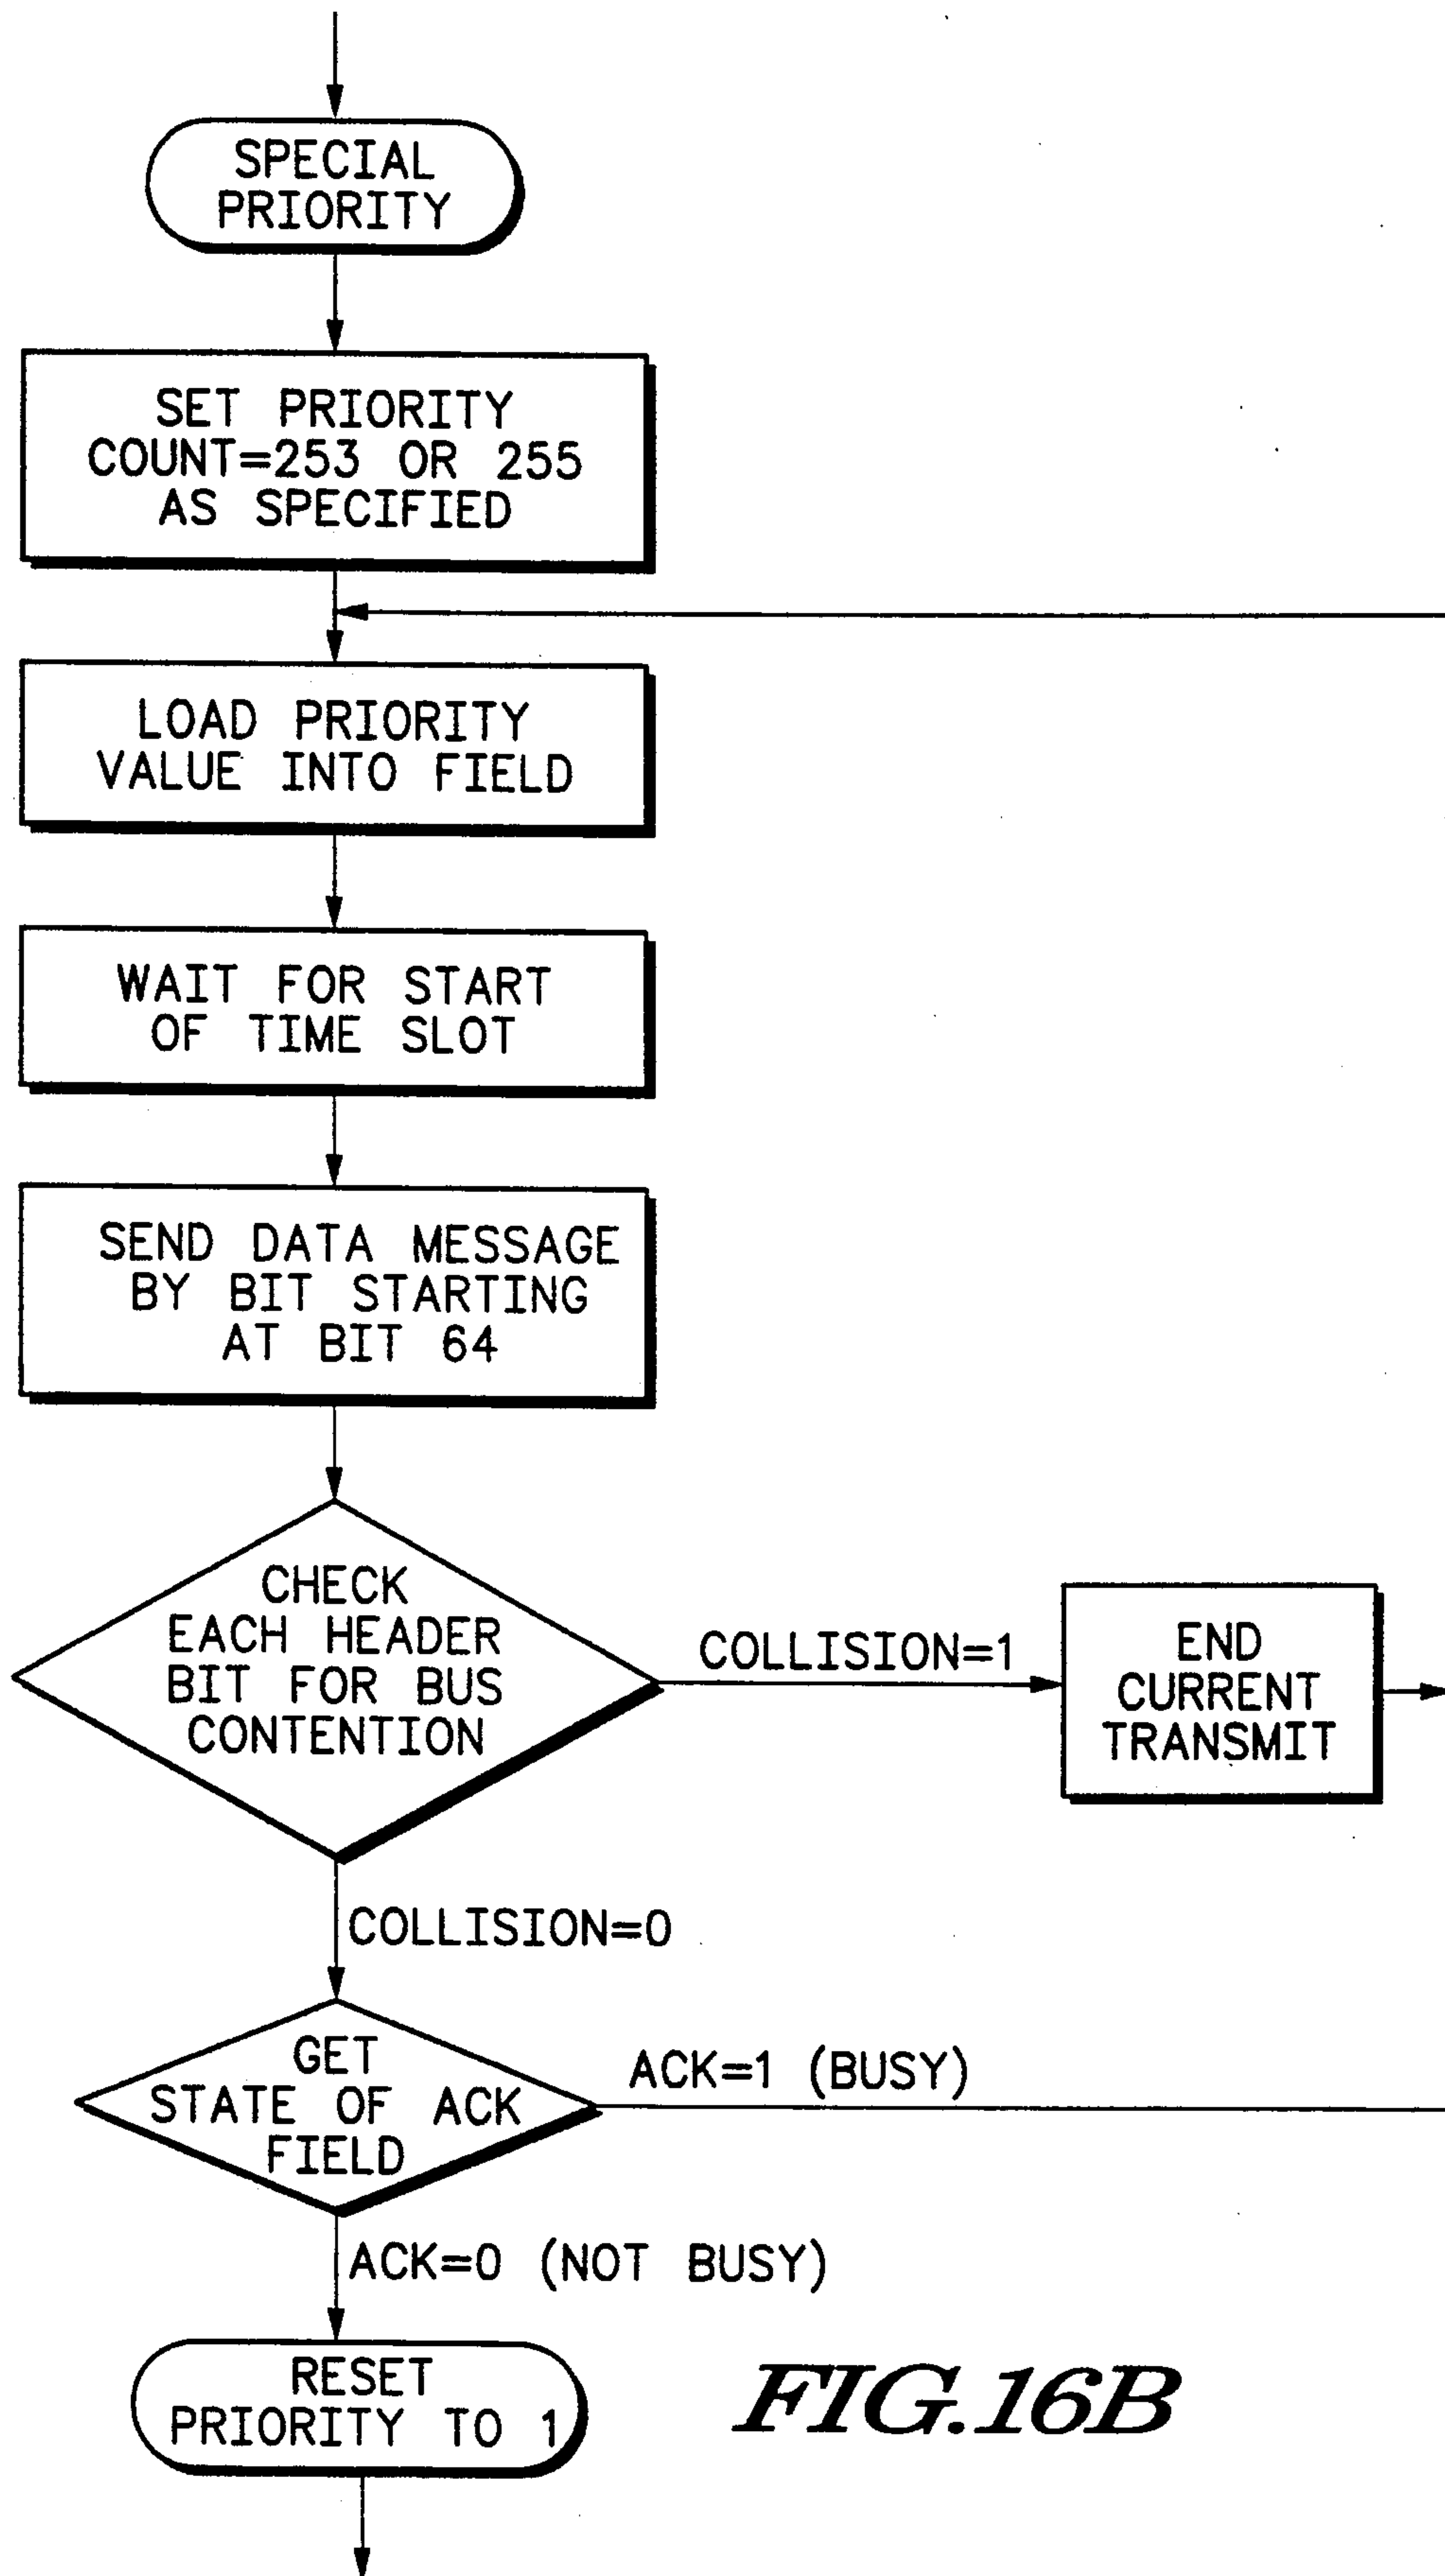 SPECIAL
PRIORITY
SET PRIORITY
COUNT=253 OR 255
AS SPECIFIED
LOAD PRIORITY
VALUE INTO FIELD
WAIT FOR START
OF TIME SLOT
SEND DATA MESSAGE
BY BIT STARTING
AT BIT 64
CHECK
EACH HEADER
BIT FOR BUS
CONTENTION
COLLISION=1
END
CURRENT
TRANSMIT
COLLISION=0
GET
STATE OF ACK
FIELD
ACK=1 (BUSY)
ACK=0 (NOT BUSY)
RESET
PRIORITY TO 1
FIG.16B